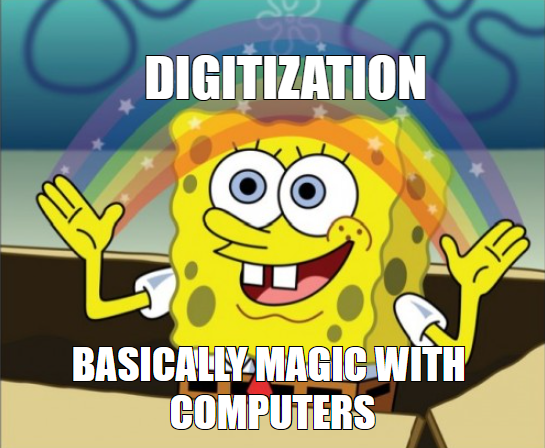 DIGITIZATION
BASICALLY MAGIC WITH
COMPUTERS